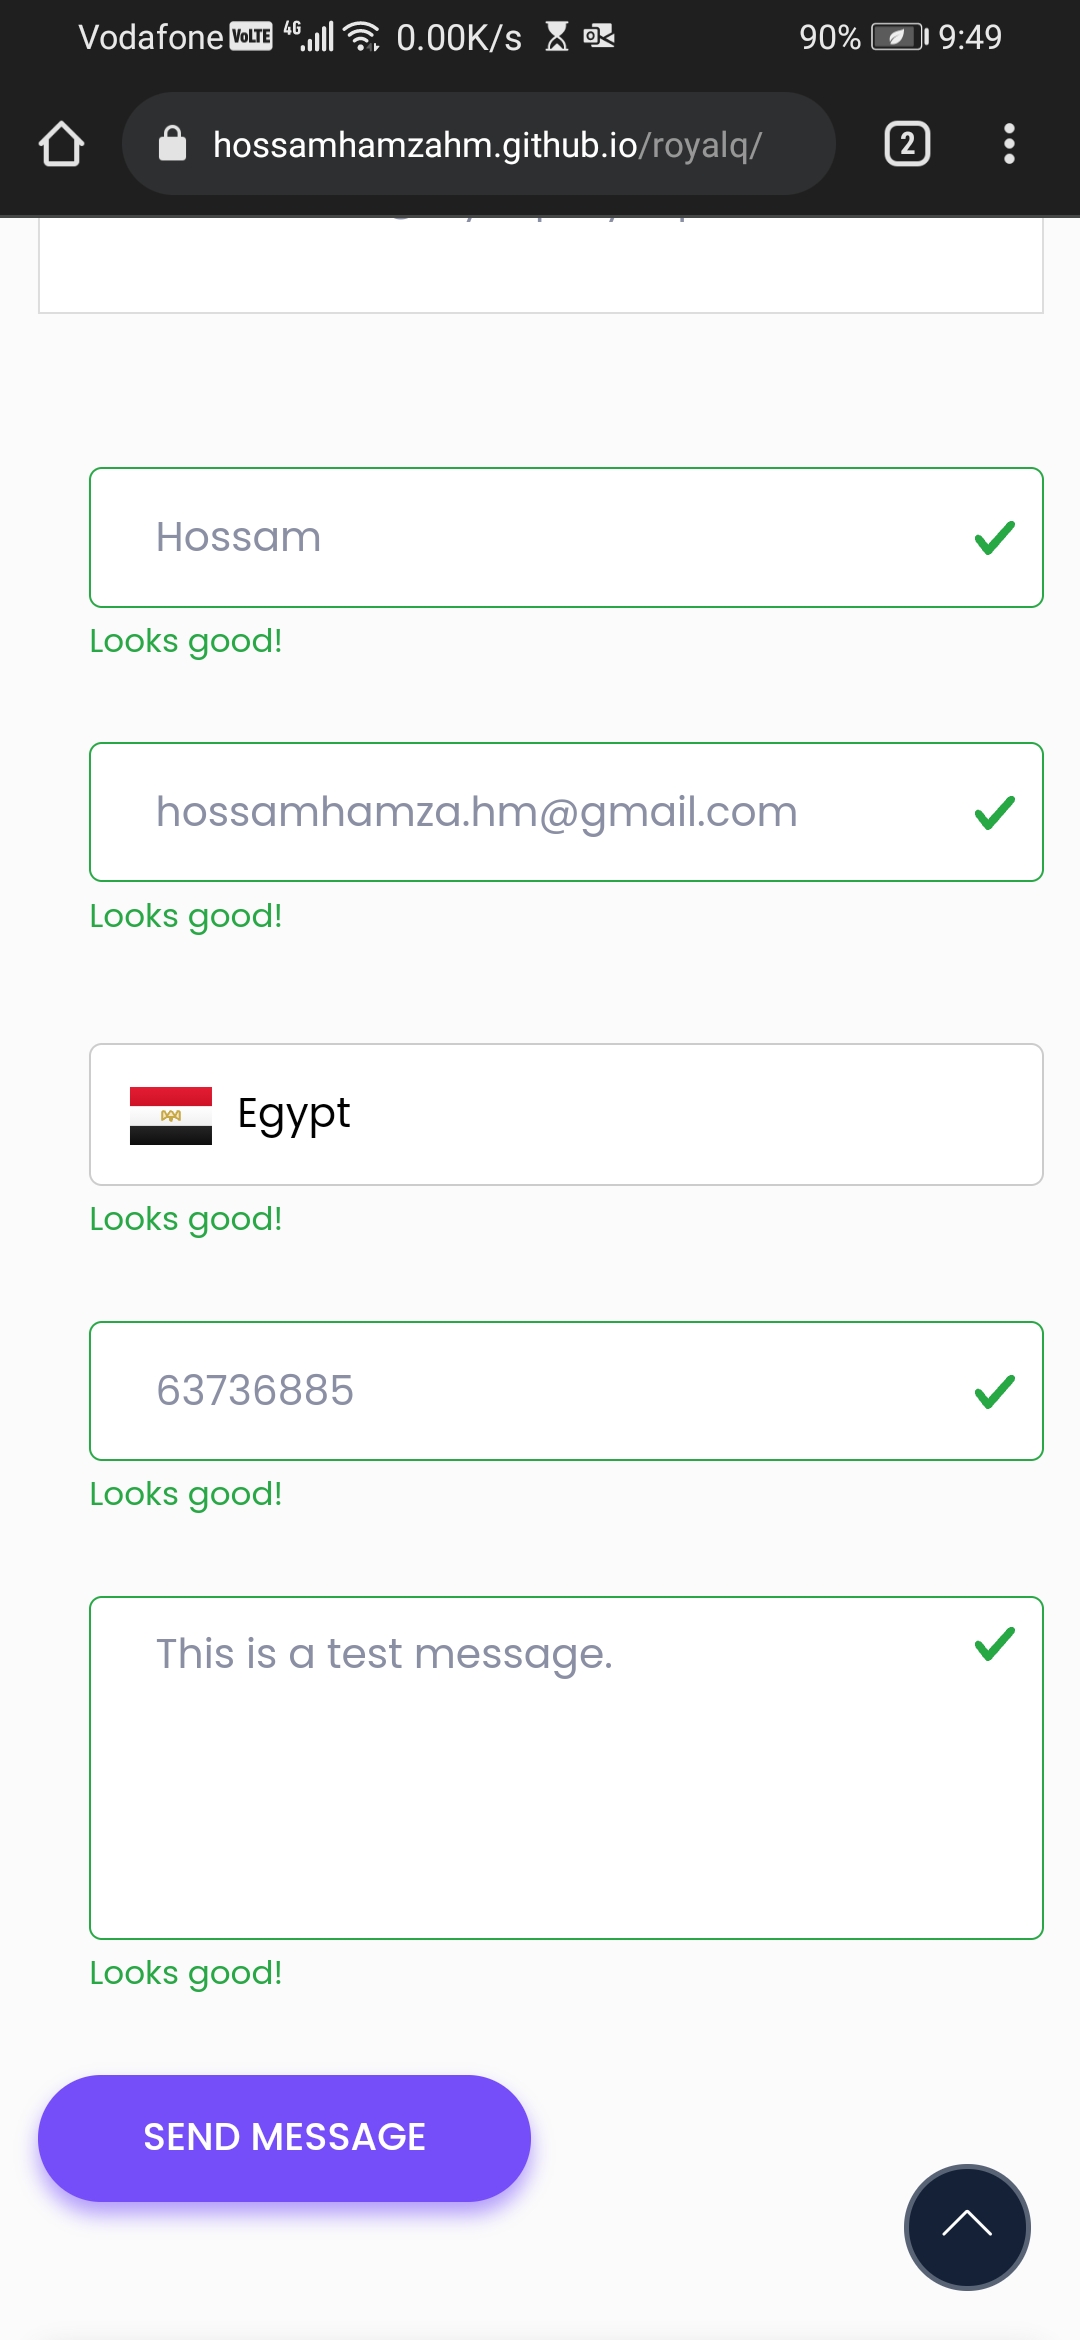 Vodafone VoLTE 4G 0.00K/s 90% 9:49
hossamhamzahm.github.io/royalq/ 2
Hossam
Looks good!
hossamhamza.hm@gmail.com
Looks good!
Egypt
Looks good!
63736885
Looks good!
This is a test message.
Looks good!
SEND MESSAGE